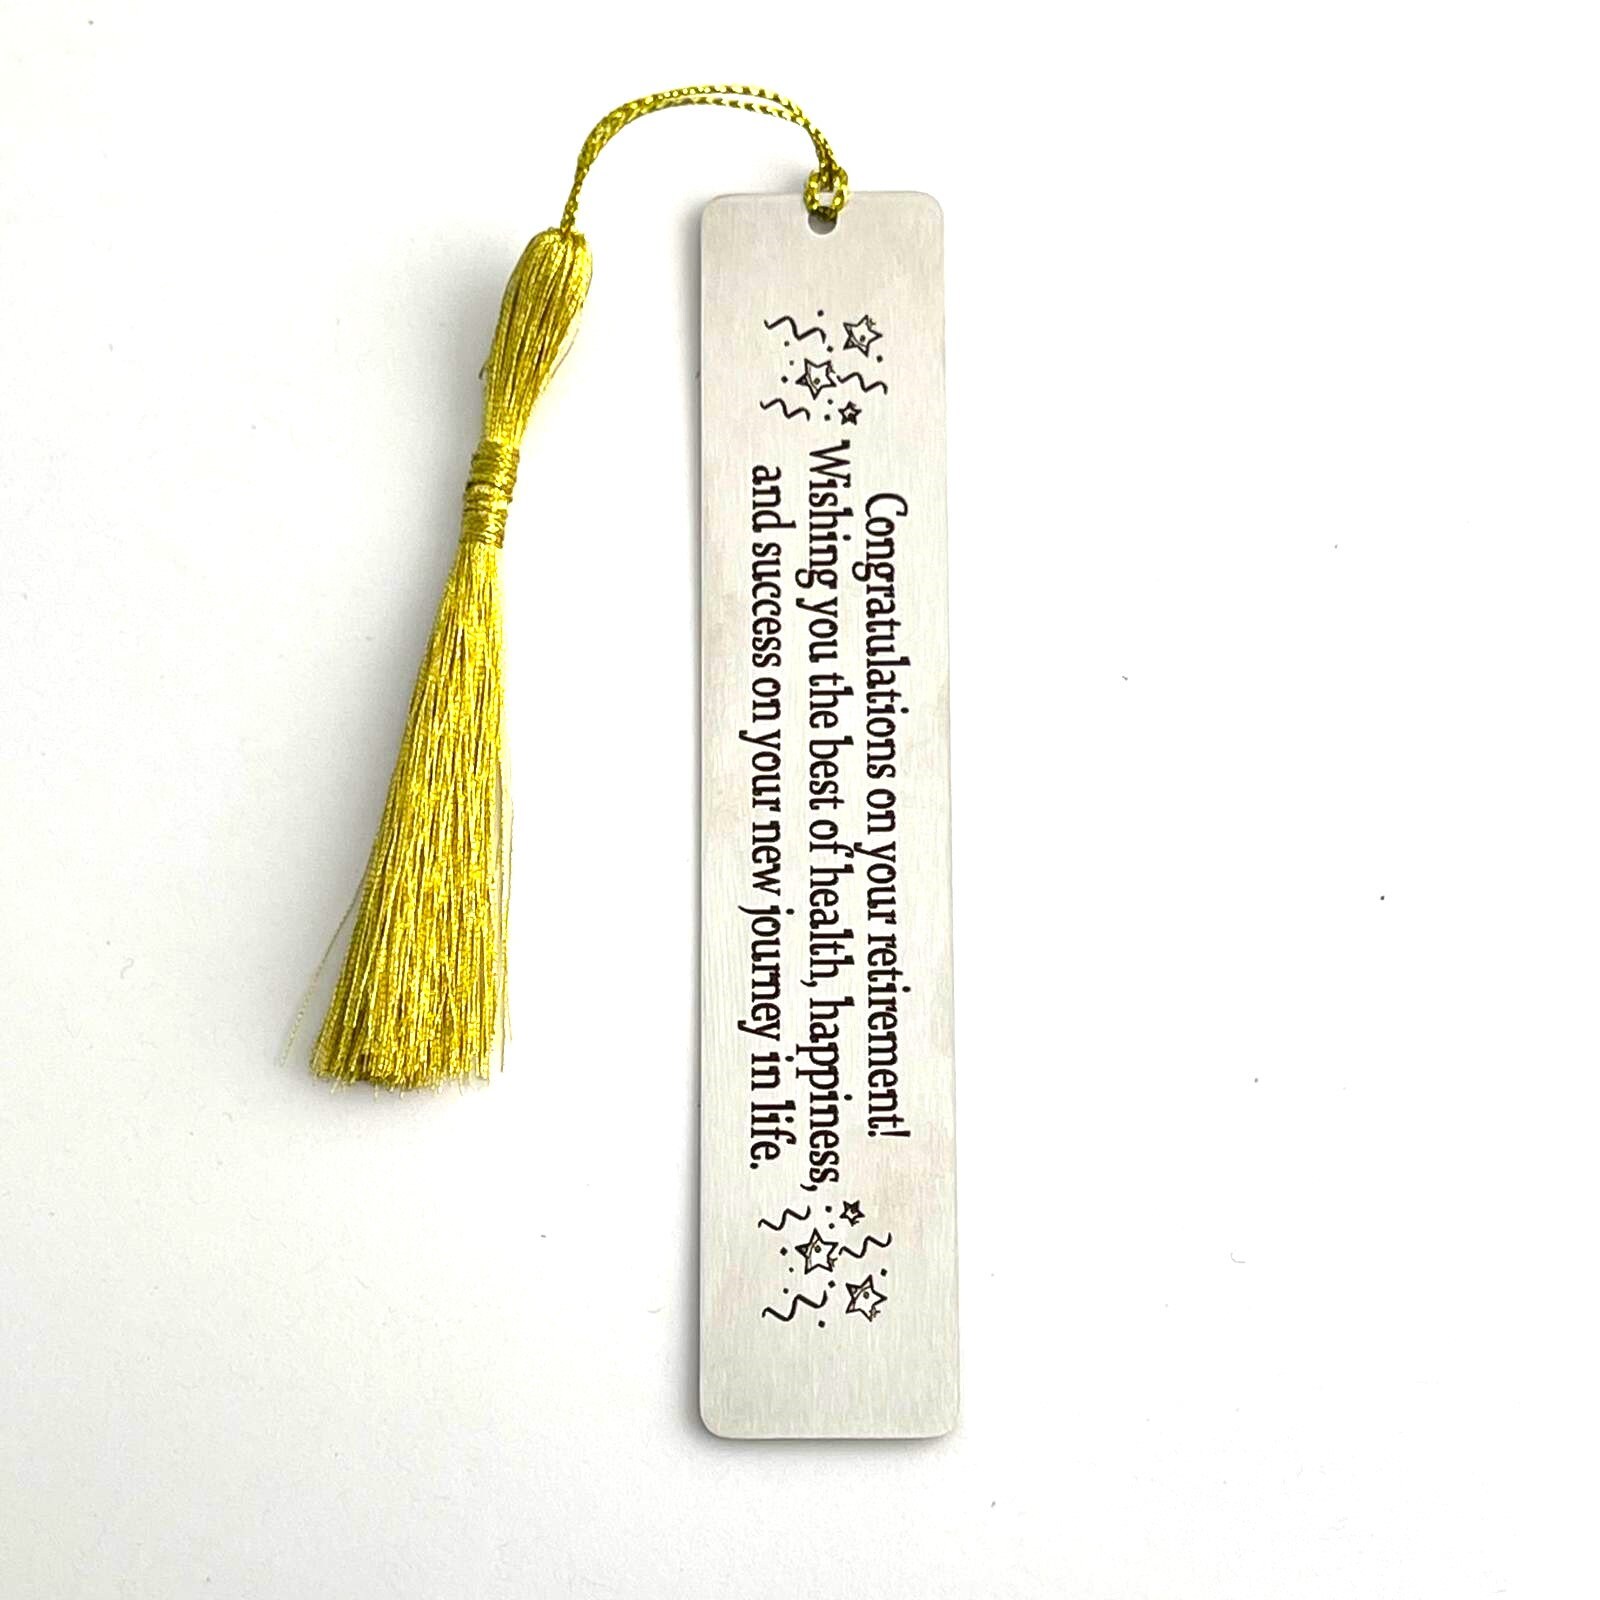 Congratulations on your retirement!
Wishing you the best of health, happiness,
and success on your new journey in life.